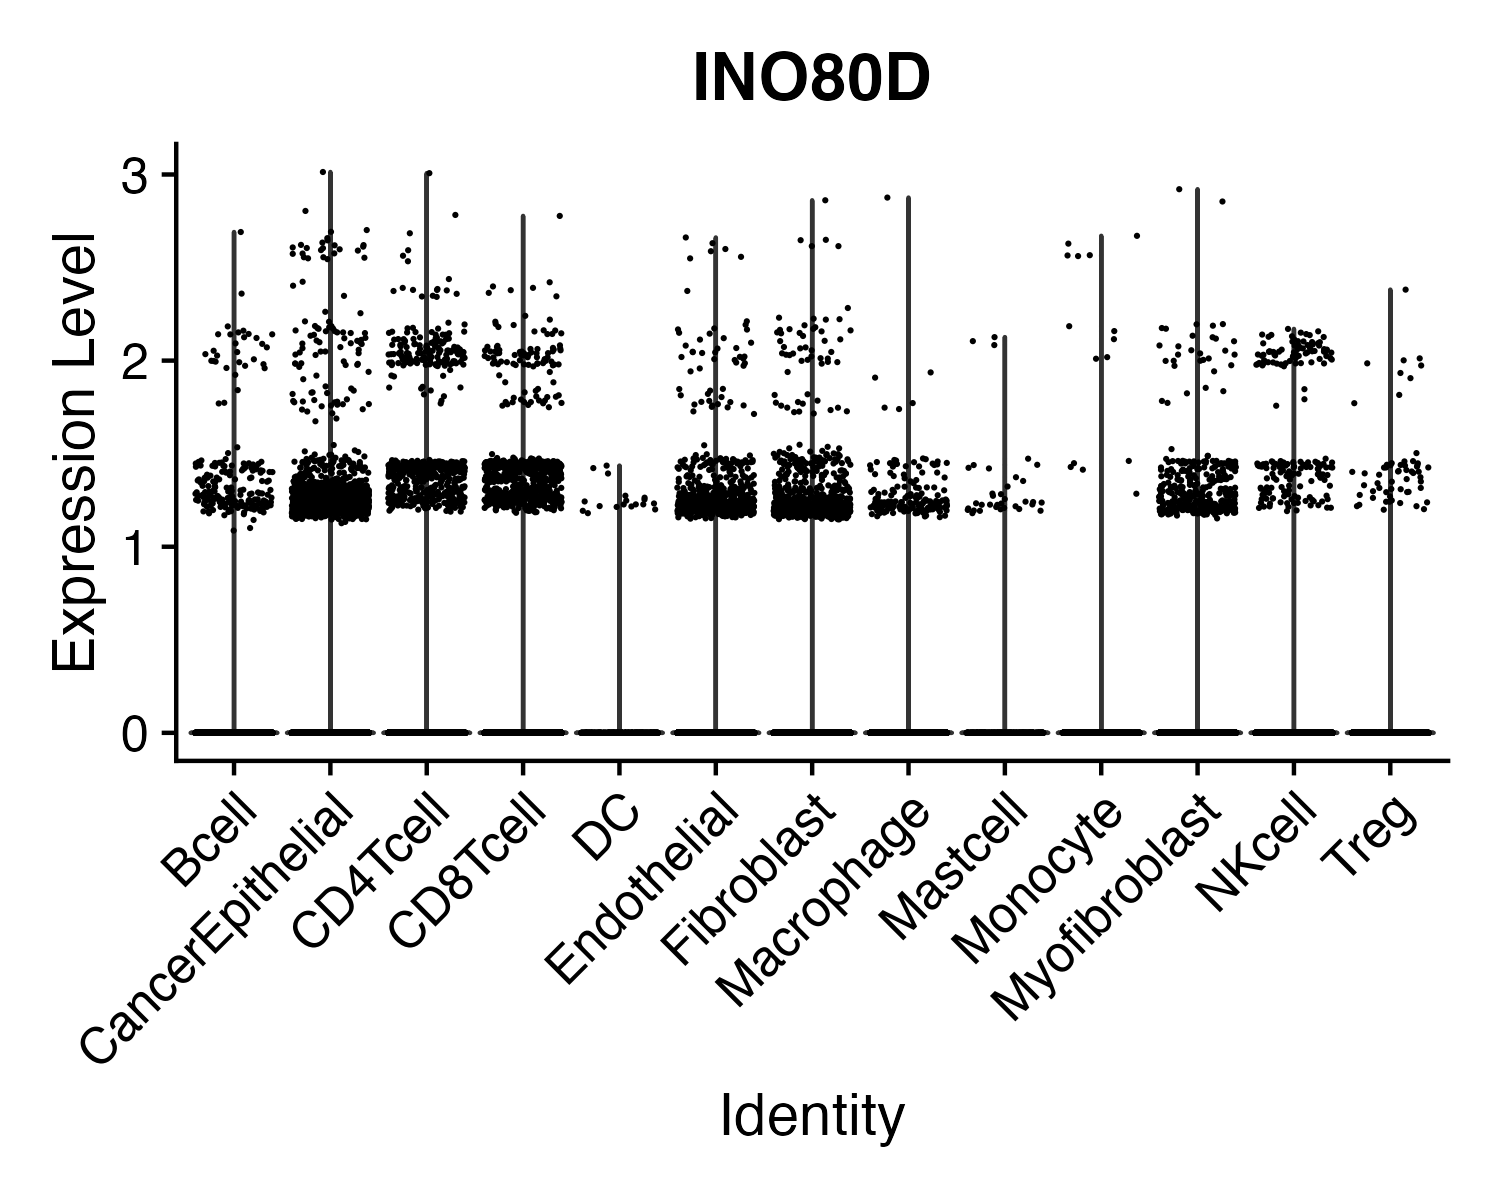 INO80D
Expression Level
3
2
1
0
Bcell
CancerEpithelial
CD4Tcell
CD8Tcell
DC
Endothelial
Fibroblast
Macrophage
Mastcell
Monocyte
Myofibroblast
NKcell
Treg
Identity